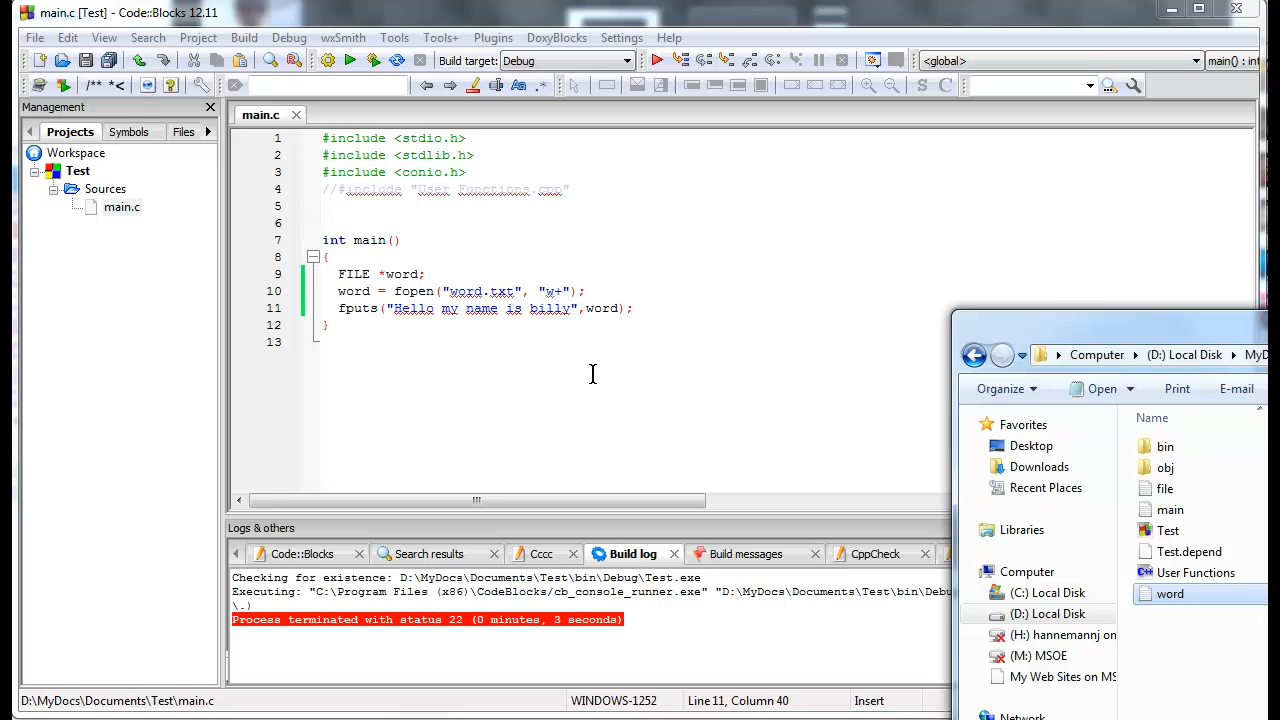 main.c [Test] - Code::Blocks 12.11
File Edit View Search Project Build Debug wxSmith Tools Tools+ Plugins DoxyBlocks Settings Help
Build target: Debug
<global>
main() : int
/** *<
Aa .*
S C
Management
Projects Symbols Files
Workspace
Test
Sources
main.c
main.c
1 #include <stdio.h>
2 #include <stdlib.h>
3 #include <conio.h>
4 //#include "User Functions.cpp"
5
6
7 int main()
8 {
9 FILE *word;
10 word = fopen("word.txt", "w+");
11 fputs("Hello my name is billy",word);
12 }
13
Computer (D:) Local Disk MyD
Organize Open Print E-mail
Favorites
Desktop
Downloads
Recent Places
Libraries
Computer
(C:) Local Disk
(D:) Local Disk
(H:) hannemannj on
(M:) MSOE
My Web Sites on MS
Network
Name
bin
obj
file
main
Test
Test.depend
User Functions
word
Logs & others
Code::Blocks Search results Cccc Build log Build messages CppCheck
Checking for existence: D:\MyDocs\Documents\Test\bin\Debug\Test.exe
Executing: "C:\Program Files (x86)\CodeBlocks/cb_console_runner.exe" "D:\MyDocs\Documents\Test\bin\Debu
\.)
Process terminated with status 22 (0 minutes, 3 seconds)
D:\MyDocs\Documents\Test\main.c WINDOWS-1252 Line 11, Column 40 Insert